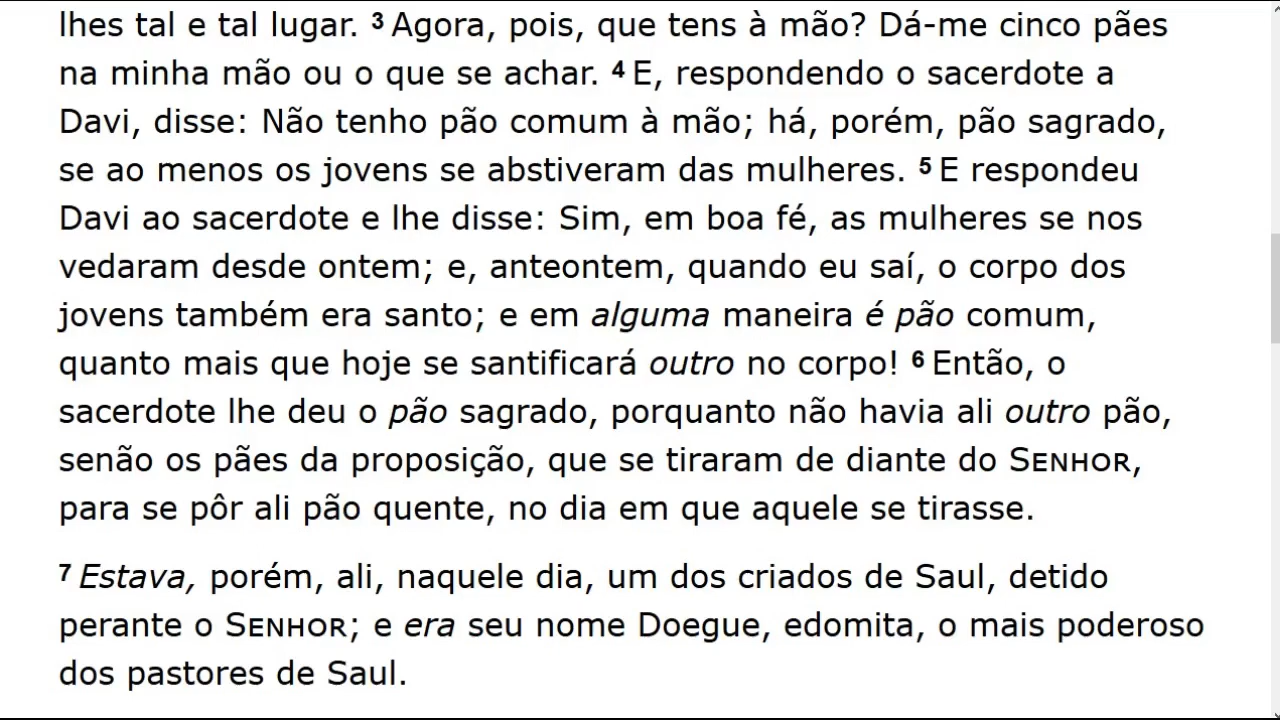 lhes tal e tal lugar. 3 Agora, pois, que tens à mão? Dá-me cinco pães
na minha mão ou o que se achar. 4 E, respondendo o sacerdote a
Davi, disse: Não tenho pão comum à mão; há, porém, pão sagrado,
se ao menos os jovens se abstiveram das mulheres. 5 E respondeu
Davi ao sacerdote e lhe disse: Sim, em boa fé, as mulheres se nos
vedaram desde ontem; e, anteontem, quando eu saí, o corpo dos
jovens também era santo; e em alguma maneira é pão comum,
quanto mais que hoje se santificará outro no corpo! 6 Então, o
sacerdote lhe deu o pão sagrado, porquanto não havia ali outro pão,
senão os pães da proposição, que se tiraram de diante do SENHOR,
para se pôr ali pão quente, no dia em que aquele se tirasse.
7 Estava, porém, ali, naquele dia, um dos criados de Saul, detido
perante o SENHOR; e era seu nome Doegue, edomita, o mais poderoso
dos pastores de Saul.